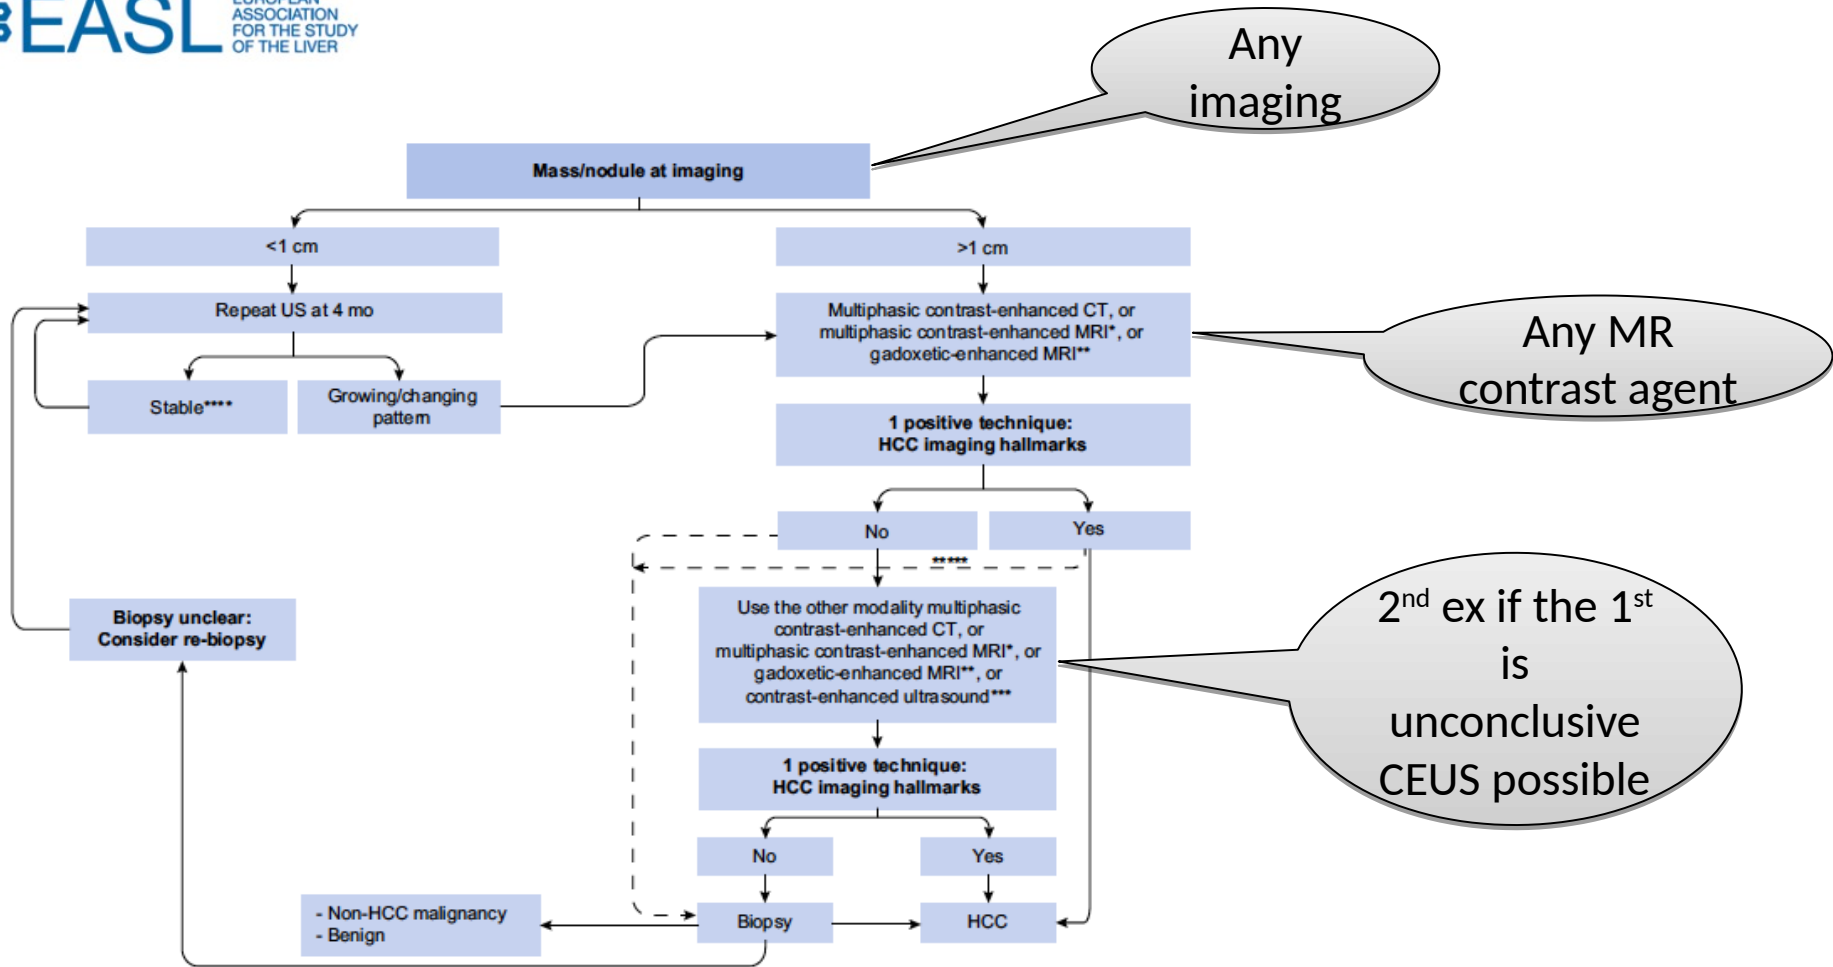 EASL
EUROPEAN
ASSOCIATION
FOR THE STUDY
OF THE LIVER
Any
imaging
Mass/nodule at imaging
<1 cm
>1 cm
Repeat US at 4 mo
Multiphasic contrast-enhanced CT, or
multiphasic contrast-enhanced MRI*, or
gadoxetic-enhanced MRI**
Any MR
contrast agent
Stable****
Growing/changing
pattern
1 positive technique:
HCC imaging hallmarks
No
Yes
*****
Biopsy unclear:
Consider re-biopsy
Use the other modality multiphasic
contrast-enhanced CT, or
multiphasic contrast-enhanced MRI*, or
gadoxetic-enhanced MRI**, or
contrast-enhanced ultrasound***
2nd ex if the 1st
is
unconclusive
CEUS possible
1 positive technique:
HCC imaging hallmarks
No
Yes
- Non-HCC malignancy
- Benign
Biopsy
HCC